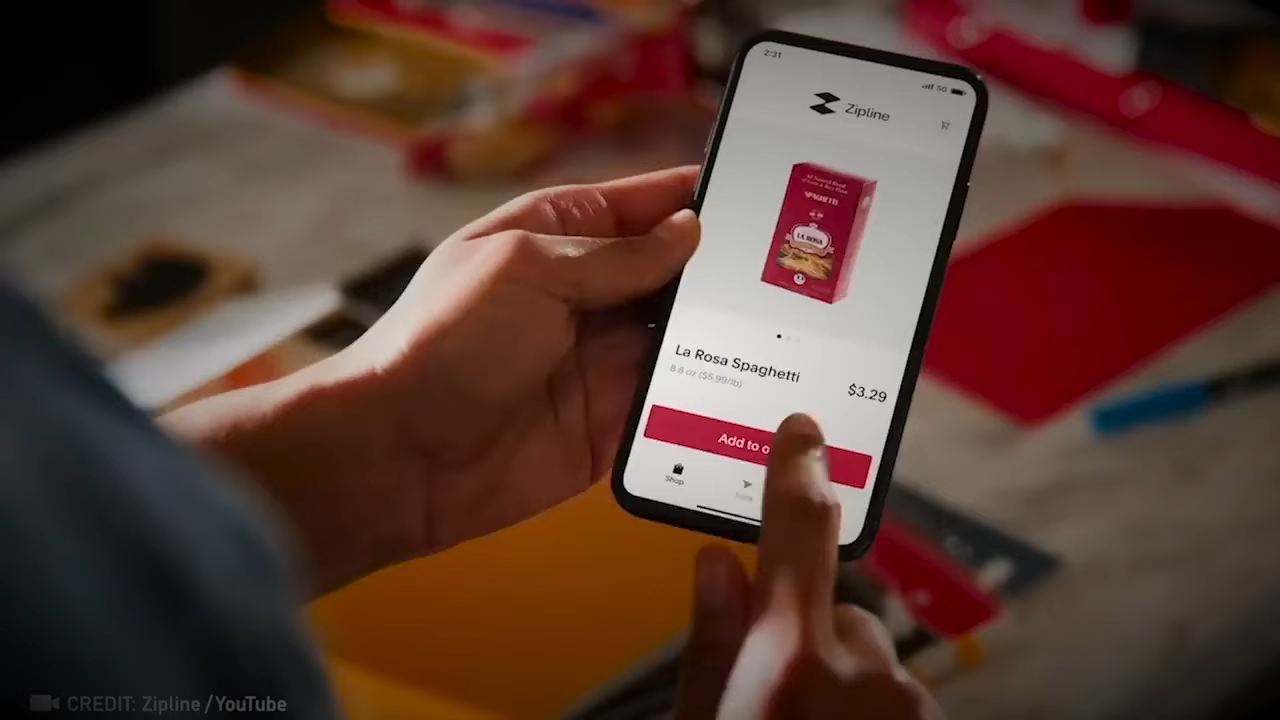 2:31
5G
Zipline
SPAGHETTI
LA ROSA
La Rosa Spaghetti
8.8 oz ($5.99/lb)
$3.29
Add to o
Shop
CREDIT: Zipline / YouTube